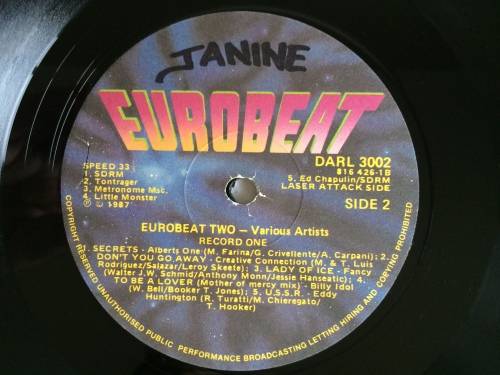 JANINE
EUROBEAT
DARL 3002
816 426-1B
SPEED 33
1. SDRM
2. Tontrager
3. Metronome Msc.
4. Little Monster
℗ © 1987
5. Ed Chapulin/SDRM
LASER ATTACK SIDE
SIDE 2
EUROBEAT TWO – Various Artists
RECORD ONE
1. SECRETS - Alberts One (M. Farina/G. Crivellente/A. Carpani); 2.
DON'T YOU GO AWAY - Creative Connection (M. & T. Luis
Rodriguez/Salazar/Leroy Skeete); 3. LADY OF ICE - Fancy
(Walter J.W. Schmid/Anthony Mono/Jessie Hanseatic); 4.
TO BE A LOVER (Mother of mercy mix) - Billy Idol
(W. Bell/Booker T. Jones); 5. U.S.S.R. - Eddy
Huntington (R. Turatti/M. Chieregato/
T. Hooker)
COPYRIGHT RESERVED UNAUTHORISED PUBLIC PERFORMANCE BROADCASTING LETTING HIRING AND COPYING PROHIBITED